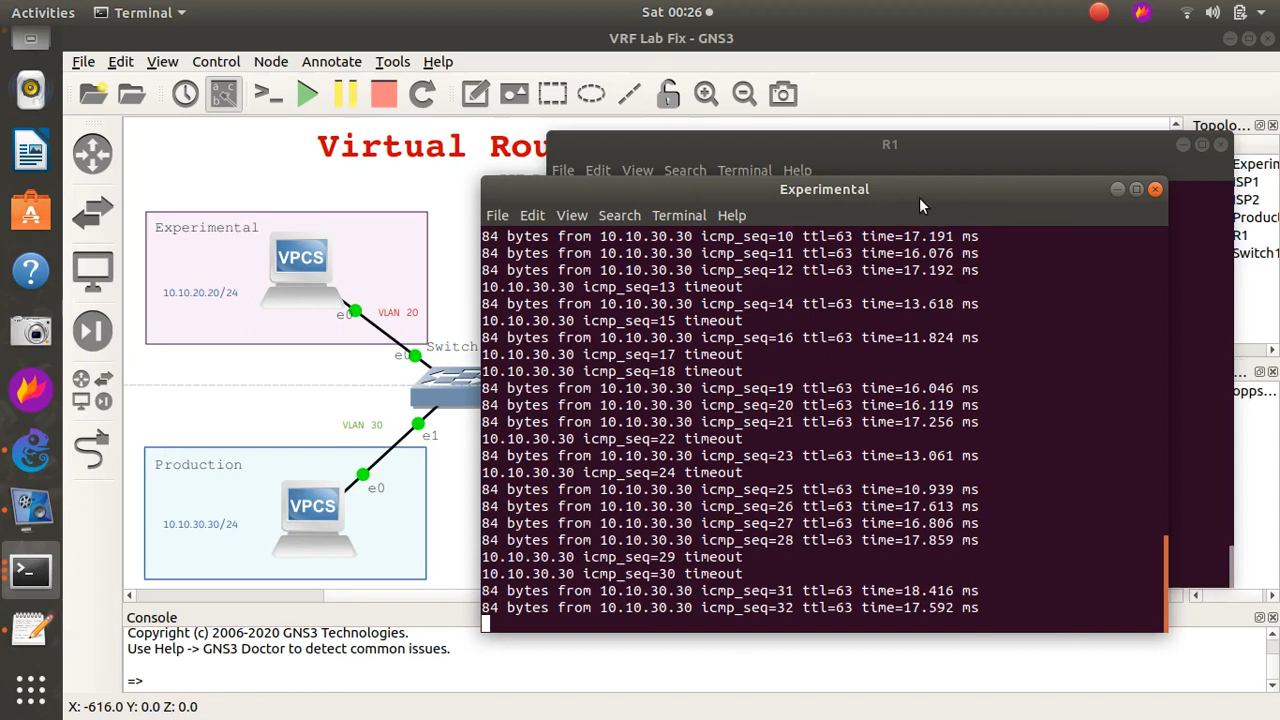 Activities
Terminal
Sat 00:26
VRF Lab Fix - GNS3
File Edit View Control Node Annotate Tools Help
Virtual Rou
Topolo...
R1
File Edit View Search Terminal Help
Experimental
File Edit View Search Terminal Help
84 bytes from 10.10.30.30 icmp_seq=10 ttl=63 time=17.191 ms
84 bytes from 10.10.30.30 icmp_seq=11 ttl=63 time=16.076 ms
84 bytes from 10.10.30.30 icmp_seq=12 ttl=63 time=17.192 ms
10.10.30.30 icmp_seq=13 timeout
84 bytes from 10.10.30.30 icmp_seq=14 ttl=63 time=13.618 ms
10.10.30.30 icmp_seq=15 timeout
84 bytes from 10.10.30.30 icmp_seq=16 ttl=63 time=11.824 ms
10.10.30.30 icmp_seq=17 timeout
10.10.30.30 icmp_seq=18 timeout
84 bytes from 10.10.30.30 icmp_seq=19 ttl=63 time=16.046 ms
84 bytes from 10.10.30.30 icmp_seq=20 ttl=63 time=16.119 ms
84 bytes from 10.10.30.30 icmp_seq=21 ttl=63 time=17.256 ms
10.10.30.30 icmp_seq=22 timeout
84 bytes from 10.10.30.30 icmp_seq=23 ttl=63 time=13.061 ms
10.10.30.30 icmp_seq=24 timeout
84 bytes from 10.10.30.30 icmp_seq=25 ttl=63 time=10.939 ms
84 bytes from 10.10.30.30 icmp_seq=26 ttl=63 time=17.613 ms
84 bytes from 10.10.30.30 icmp_seq=27 ttl=63 time=16.806 ms
84 bytes from 10.10.30.30 icmp_seq=28 ttl=63 time=17.859 ms
10.10.30.30 icmp_seq=29 timeout
10.10.30.30 icmp_seq=30 timeout
84 bytes from 10.10.30.30 icmp_seq=31 ttl=63 time=18.416 ms
84 bytes from 10.10.30.30 icmp_seq=32 ttl=63 time=17.592 ms
Experim
ISP1
ISP2
Produc
R1
Switch1
...
opps...
Experimental
VPCS
10.10.20.20/24
e0
VLAN 20
e0
Switch
VLAN 30
e1
Production
e0
VPCS
10.10.30.30/24
Console
Copyright (c) 2006-2020 GNS3 Technologies.
Use Help -> GNS3 Doctor to detect common issues.
=>
X: -616.0 Y: 0.0 Z: 0.0